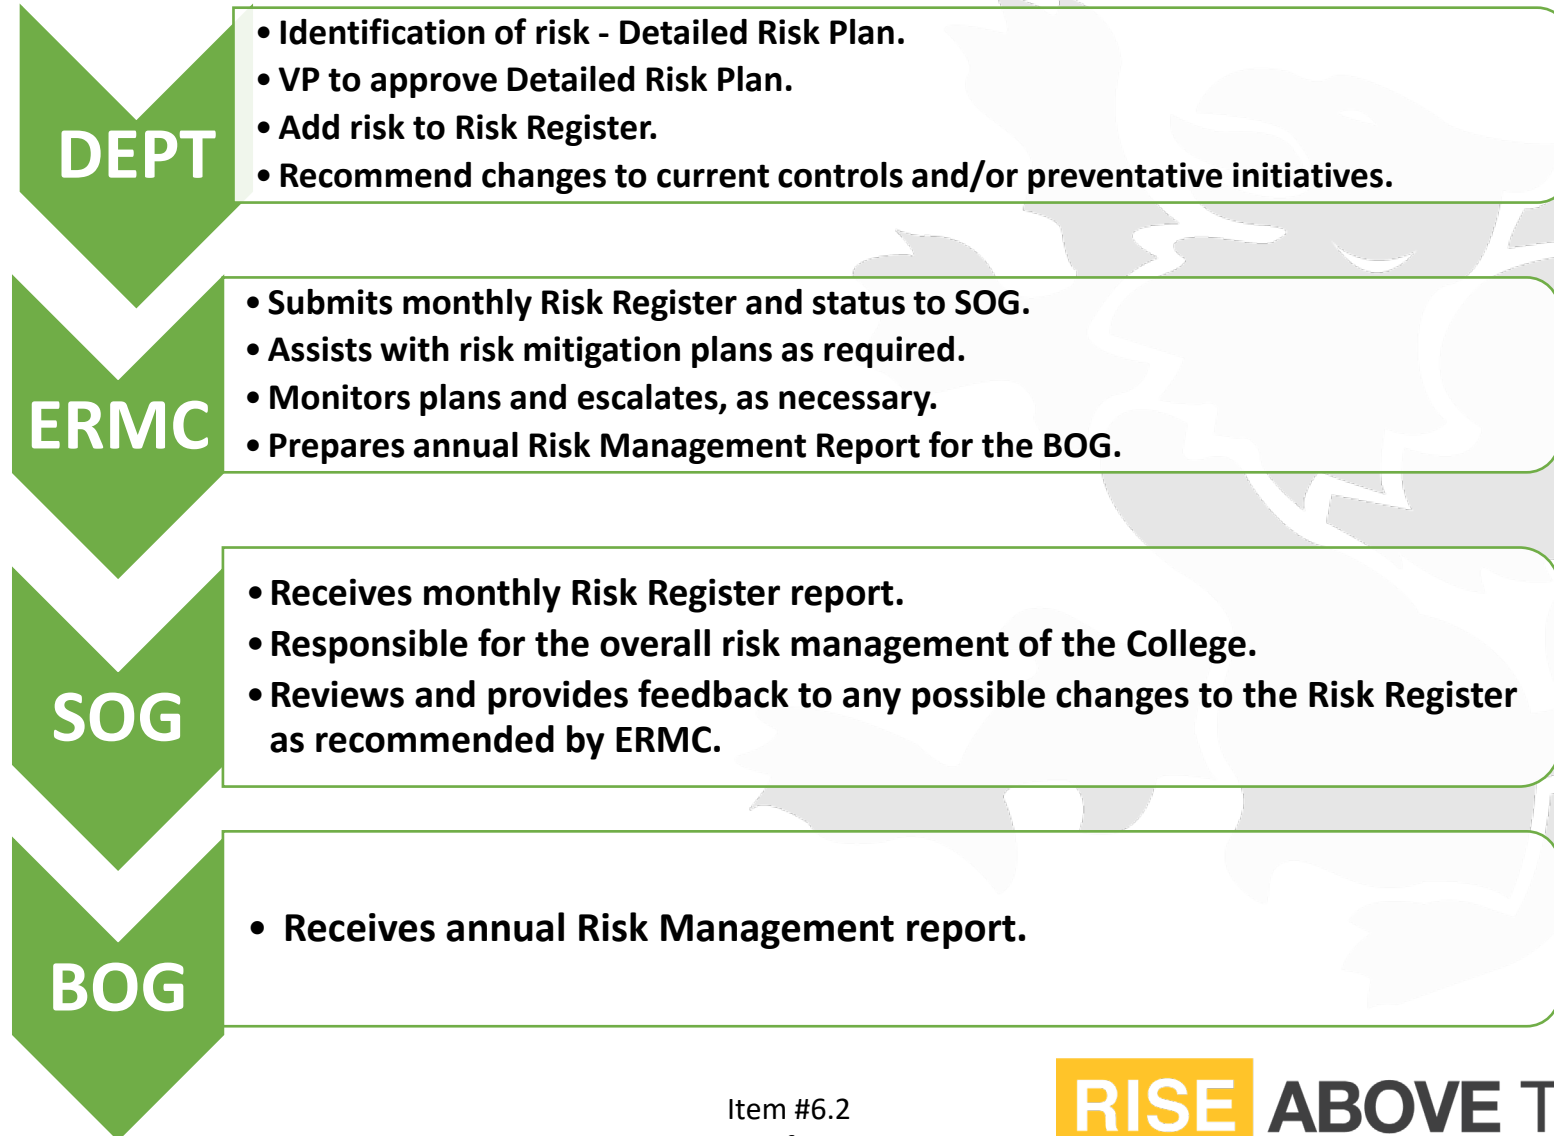 • Identification of risk - Detailed Risk Plan.
• VP to approve Detailed Risk Plan.
• Add risk to Risk Register.
• Recommend changes to current controls and/or preventative initiatives.
DEPT
• Submits monthly Risk Register and status to SOG.
• Assists with risk mitigation plans as required.
• Monitors plans and escalates, as necessary.
• Prepares annual Risk Management Report for the BOG.
ERMC
• Receives monthly Risk Register report.
• Responsible for the overall risk management of the College.
• Reviews and provides feedback to any possible changes to the Risk Register
as recommended by ERMC.
SOG
• Receives annual Risk Management report.
BOG
Item #6.2
RISE ABOVE T